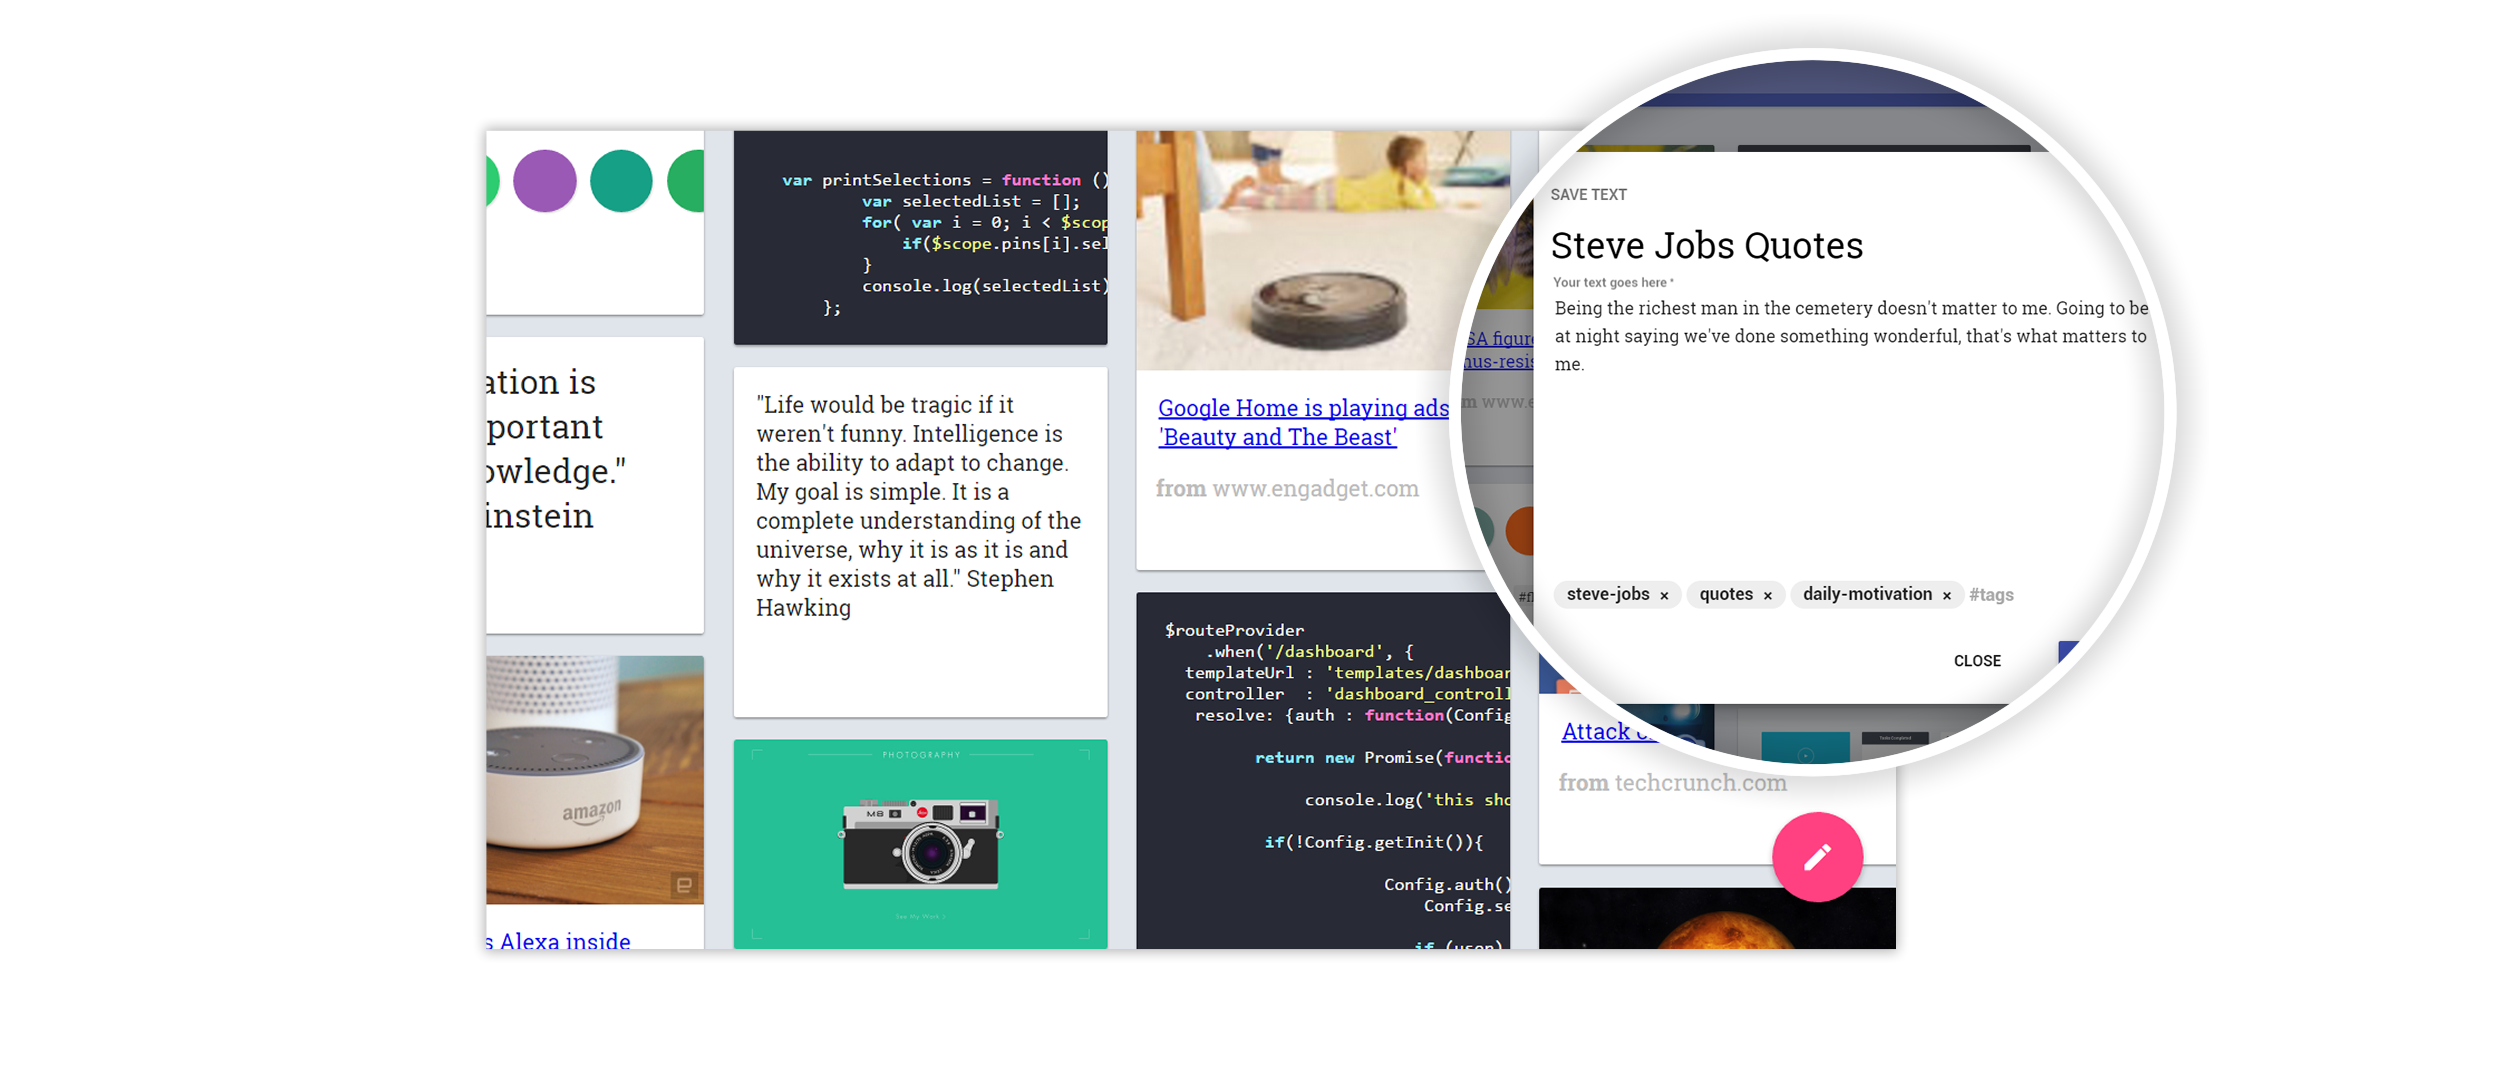 ation is
portant
owledge."
instein
amazon
s Alexa inside
var printSelections = function ()
var selectedList = [];
for( var i = 0; i < $scop
if($scope.pins[i].sel
}
console.log(selectedList)
};
"Life would be tragic if it
weren't funny. Intelligence is
the ability to adapt to change.
My goal is simple. It is a
complete understanding of the
universe, why it is as it is and
why it exists at all." Stephen
Hawking
PHOTOGRAPHY
M8
See My Work >
Google Home is playing ads
'Beauty and The Beast'
from www.engadget.com
$routeProvider
.when('/dashboard', {
templateUrl : 'templates/dashboar
controller : 'dashboard_controll
resolve: {auth : function(Config
return new Promise(functio
console.log('this sho
if(!Config.getInit()){
Config.auth()
Config.se
if (user)
SA figure
nus-resis
m www.e
#fl
Attack
from techcrunch.com
SAVE TEXT
Steve Jobs Quotes
Your text goes here *
Being the richest man in the cemetery doesn't matter to me. Going to be
at night saying we've done something wonderful, that's what matters to
me.
steve-jobs × quotes × daily-motivation × #tags
CLOSE